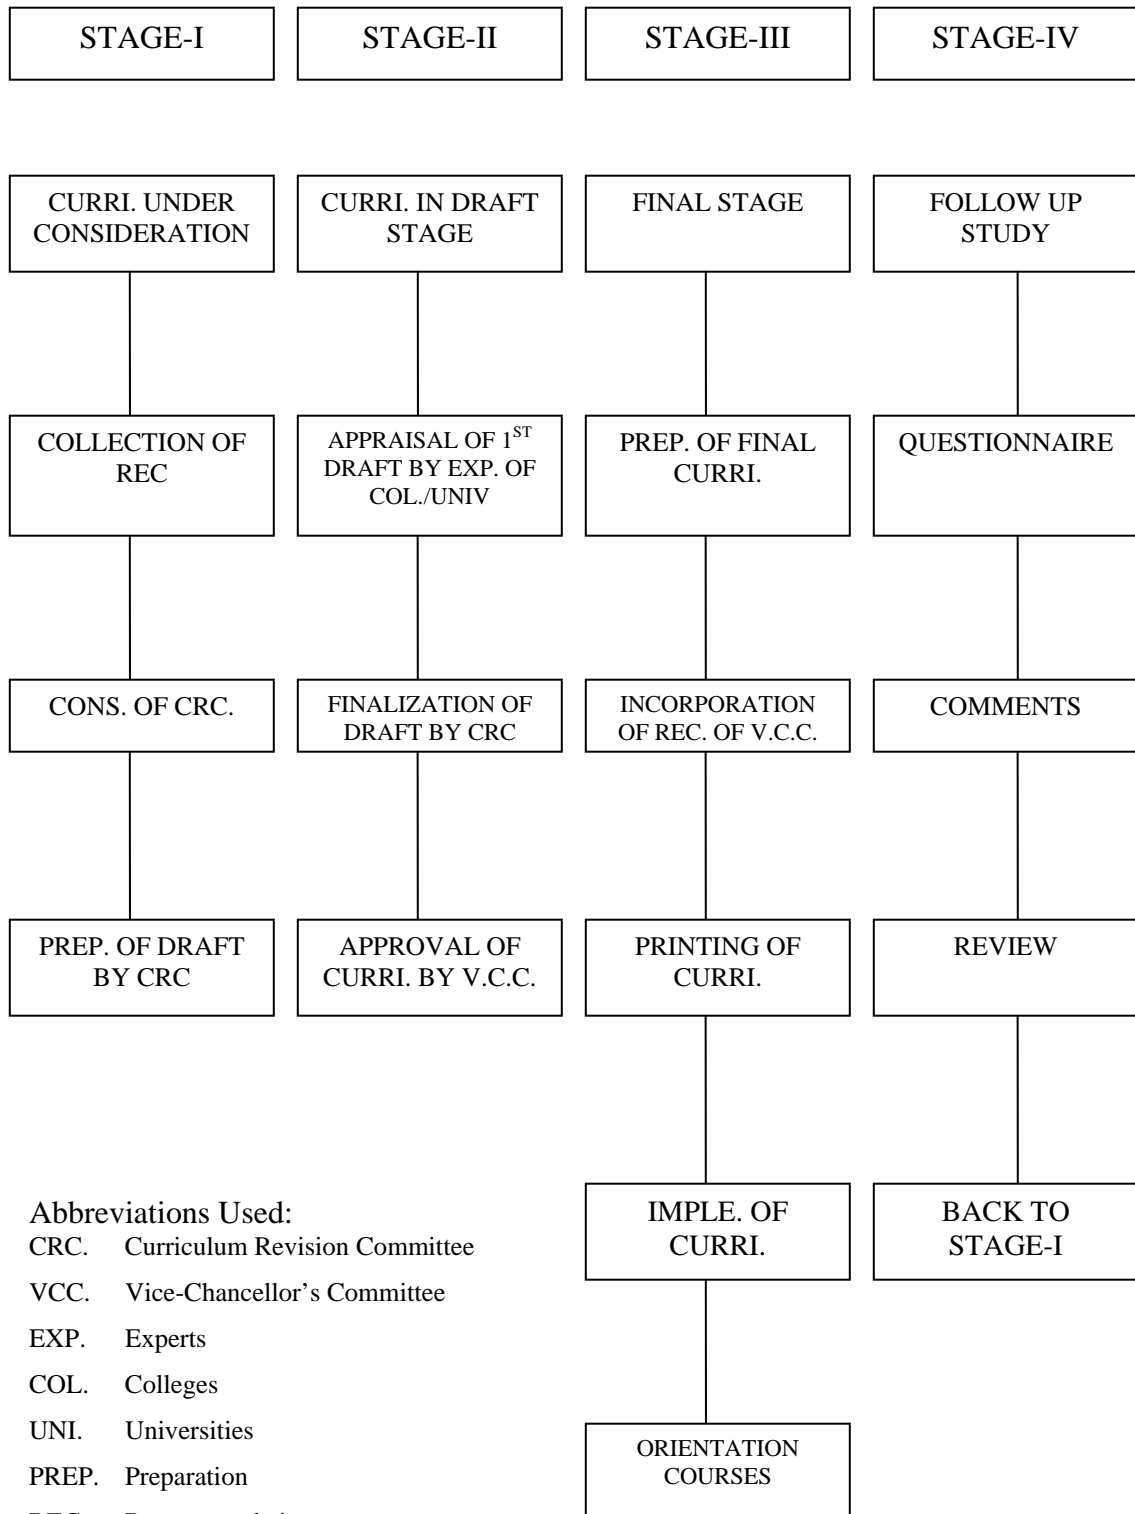 STAGE-I
STAGE-II
STAGE-III
STAGE-IV
CURRI. UNDER
CONSIDERATION
CURRI. IN DRAFT
STAGE
FINAL STAGE
FOLLOW UP
STUDY
COLLECTION OF
REC
APPRAISAL OF 1ST
DRAFT BY EXP. OF
COL./UNIV
PREP. OF FINAL
CURRI.
QUESTIONNAIRE
CONS. OF CRC.
FINALIZATION OF
DRAFT BY CRC
INCORPORATION
OF REC. OF V.C.C.
COMMENTS
PREP. OF DRAFT
BY CRC
APPROVAL OF
CURRI. BY V.C.C.
PRINTING OF
CURRI.
REVIEW
IMPLE. OF
CURRI.
BACK TO
STAGE-I
Abbreviations Used:
CRC. Curriculum Revision Committee
VCC. Vice-Chancellor’s Committee
EXP. Experts
COL. Colleges
UNI. Universities
PREP. Preparation
ORIENTATION
COURSES